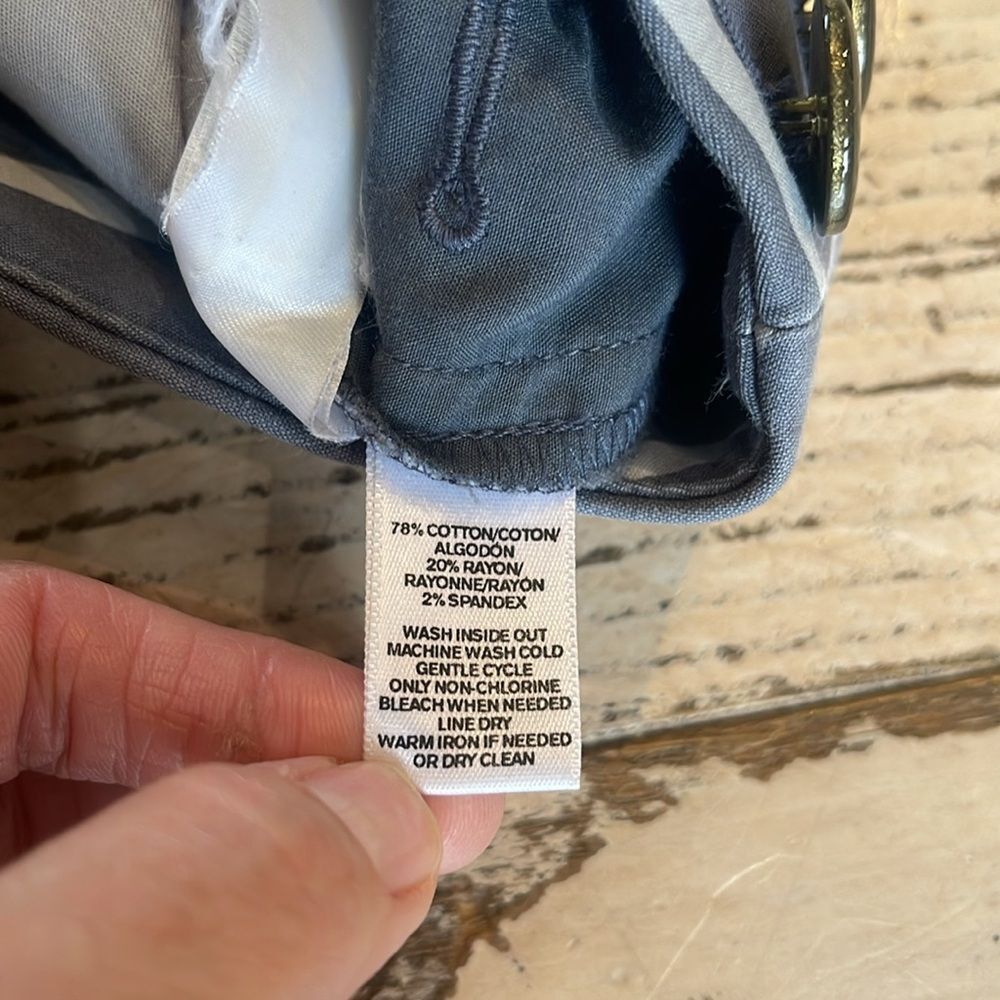 78% COTTON/COTON/
ALGODÓN
20% RAYON/
RAYONNE/RAYÓN
2% SPANDEX
WASH INSIDE OUT
MACHINE WASH COLD
GENTLE CYCLE
ONLY NON-CHLORINE
BLEACH WHEN NEEDED
LINE DRY
WARM IRON IF NEEDED
OR DRY CLEAN